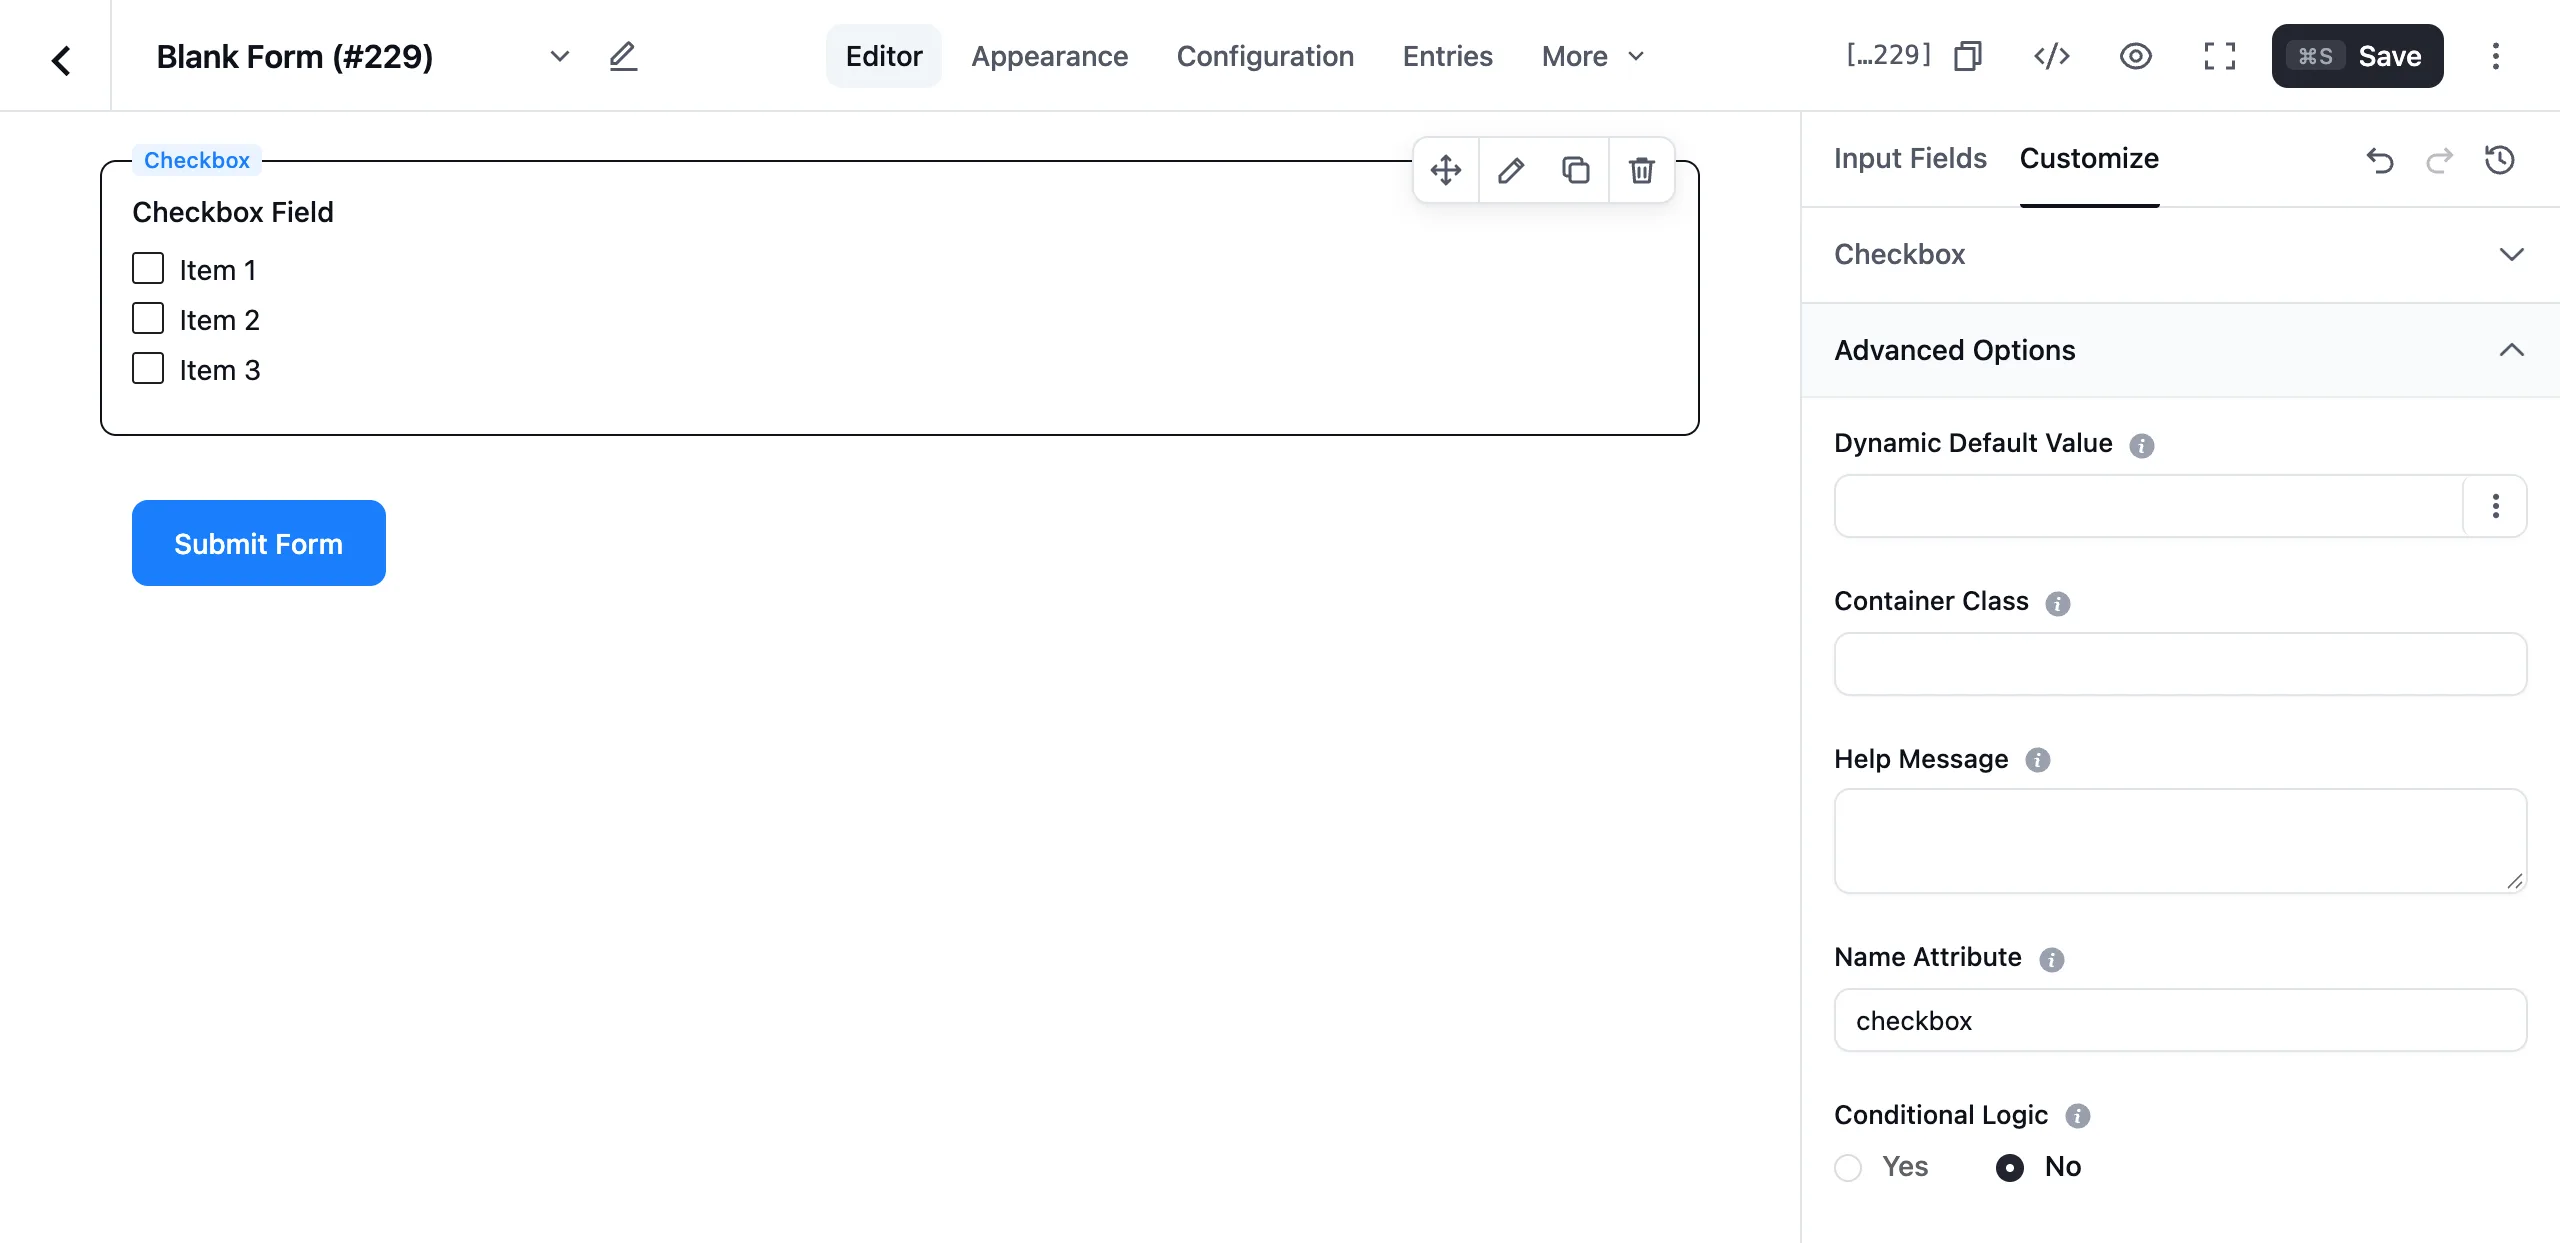 Blank Form (#229)
Editor
Appearance
Configuration
Entries
More
[...229]
⌘S Save
Checkbox
Checkbox Field
Item 1
Item 2
Item 3
Submit Form
Input Fields
Customize
Checkbox
Advanced Options
Dynamic Default Value
Container Class
Help Message
Name Attribute
checkbox
Conditional Logic
Yes
No